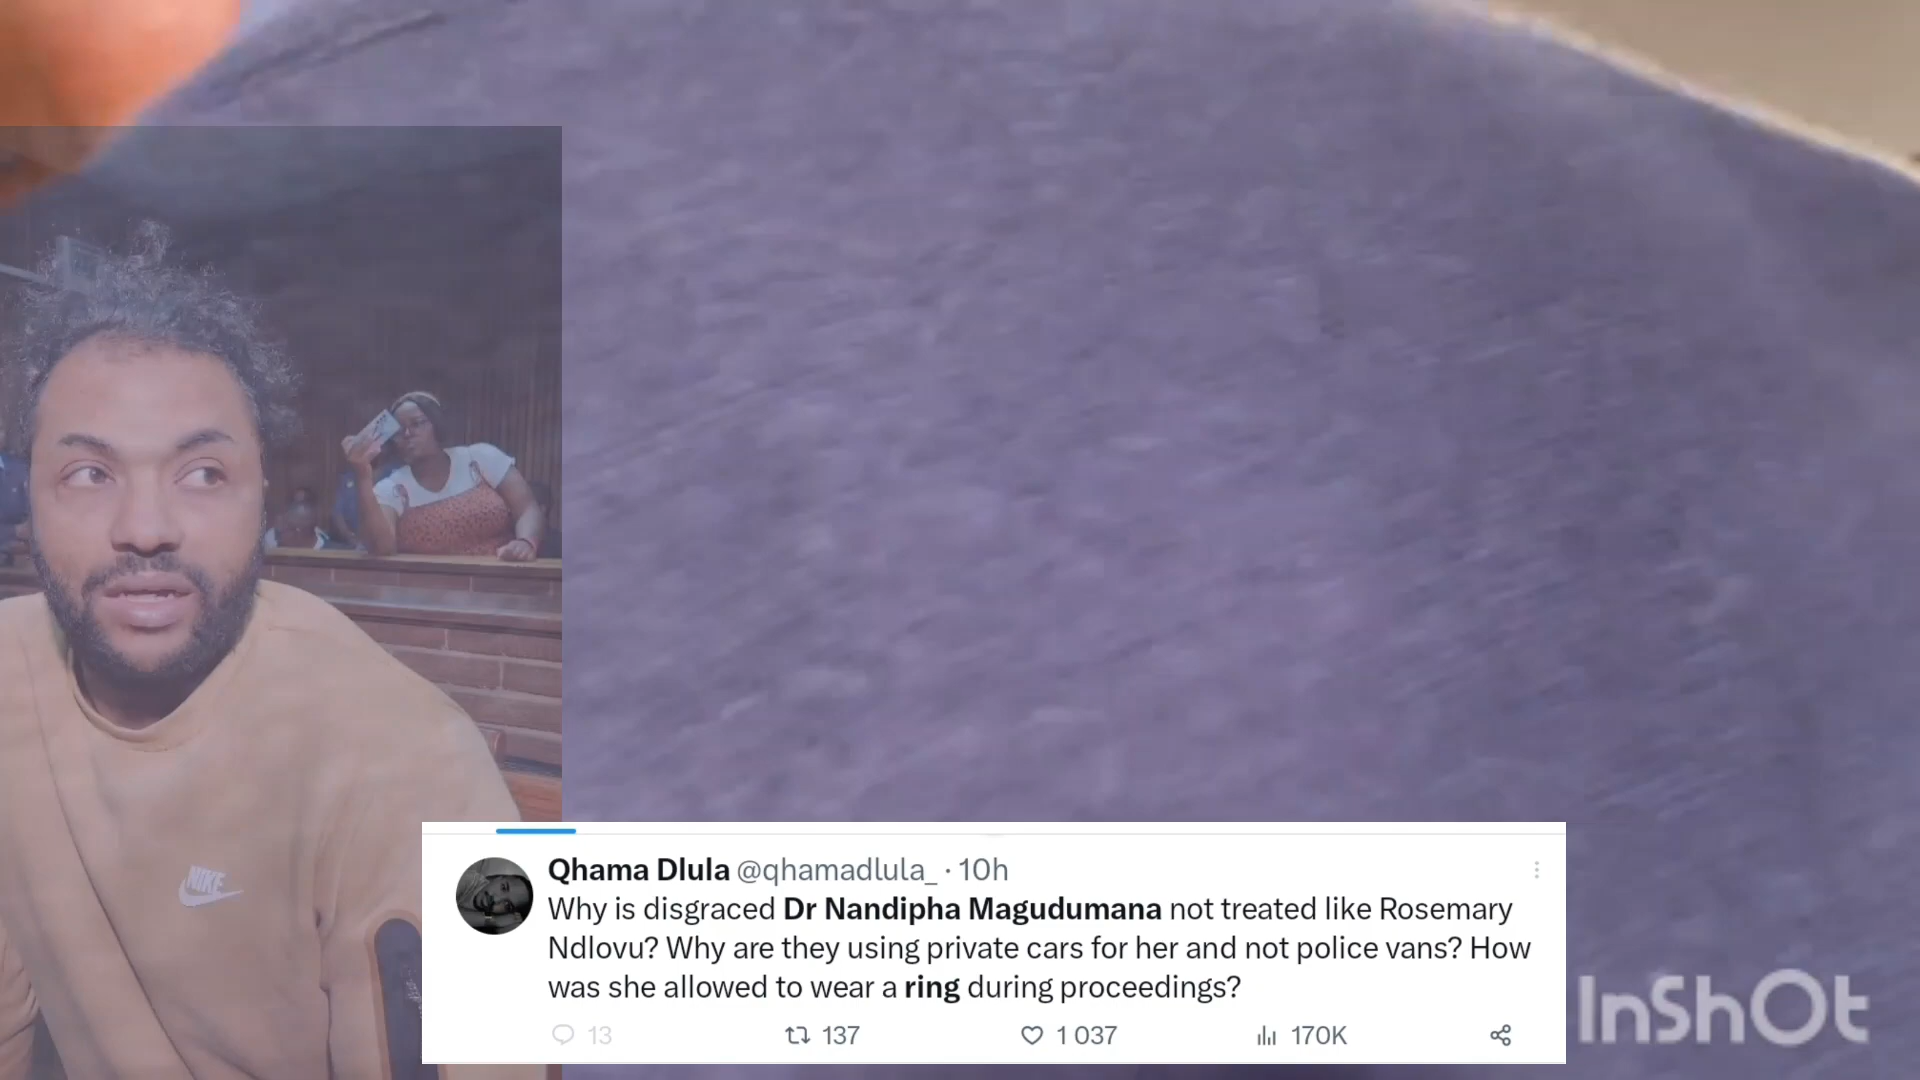 Qhama Dlula @qhamadlula_ · 10h
Why is disgraced Dr Nandipha Magudumana not treated like Rosemary
Ndlovu? Why are they using private cars for her and not police vans? How
was she allowed to wear a ring during proceedings?
13 137 1 037 170K
NIKE
InShOt